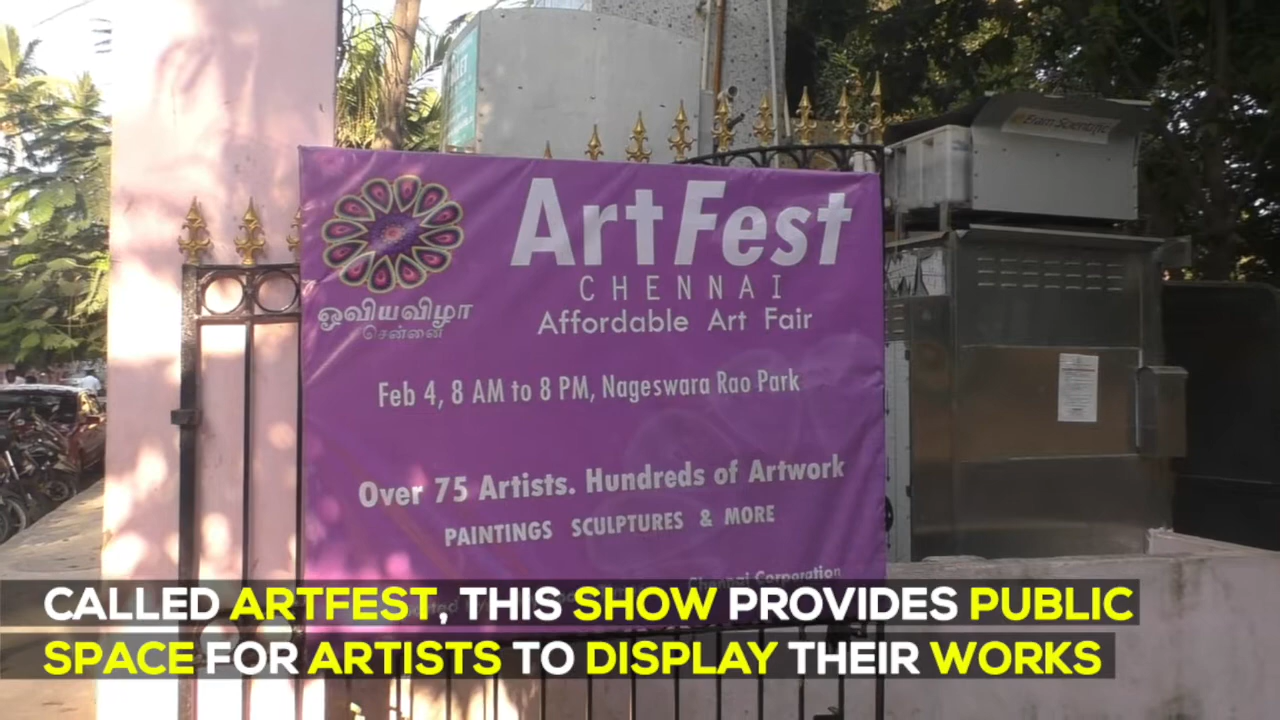 ArtFest
CHENNAI
Affordable Art Fair
ஓவியவிழா
சென்னை
Feb 4, 8 AM to 8 PM, Nageswara Rao Park
Over 75 Artists. Hundreds of Artwork
PAINTINGS SCULPTURES & MORE
Chennai Corporation
Eram Scientific
CALLED ARTFEST, THIS SHOW PROVIDES PUBLIC
SPACE FOR ARTISTS TO DISPLAY THEIR WORKS